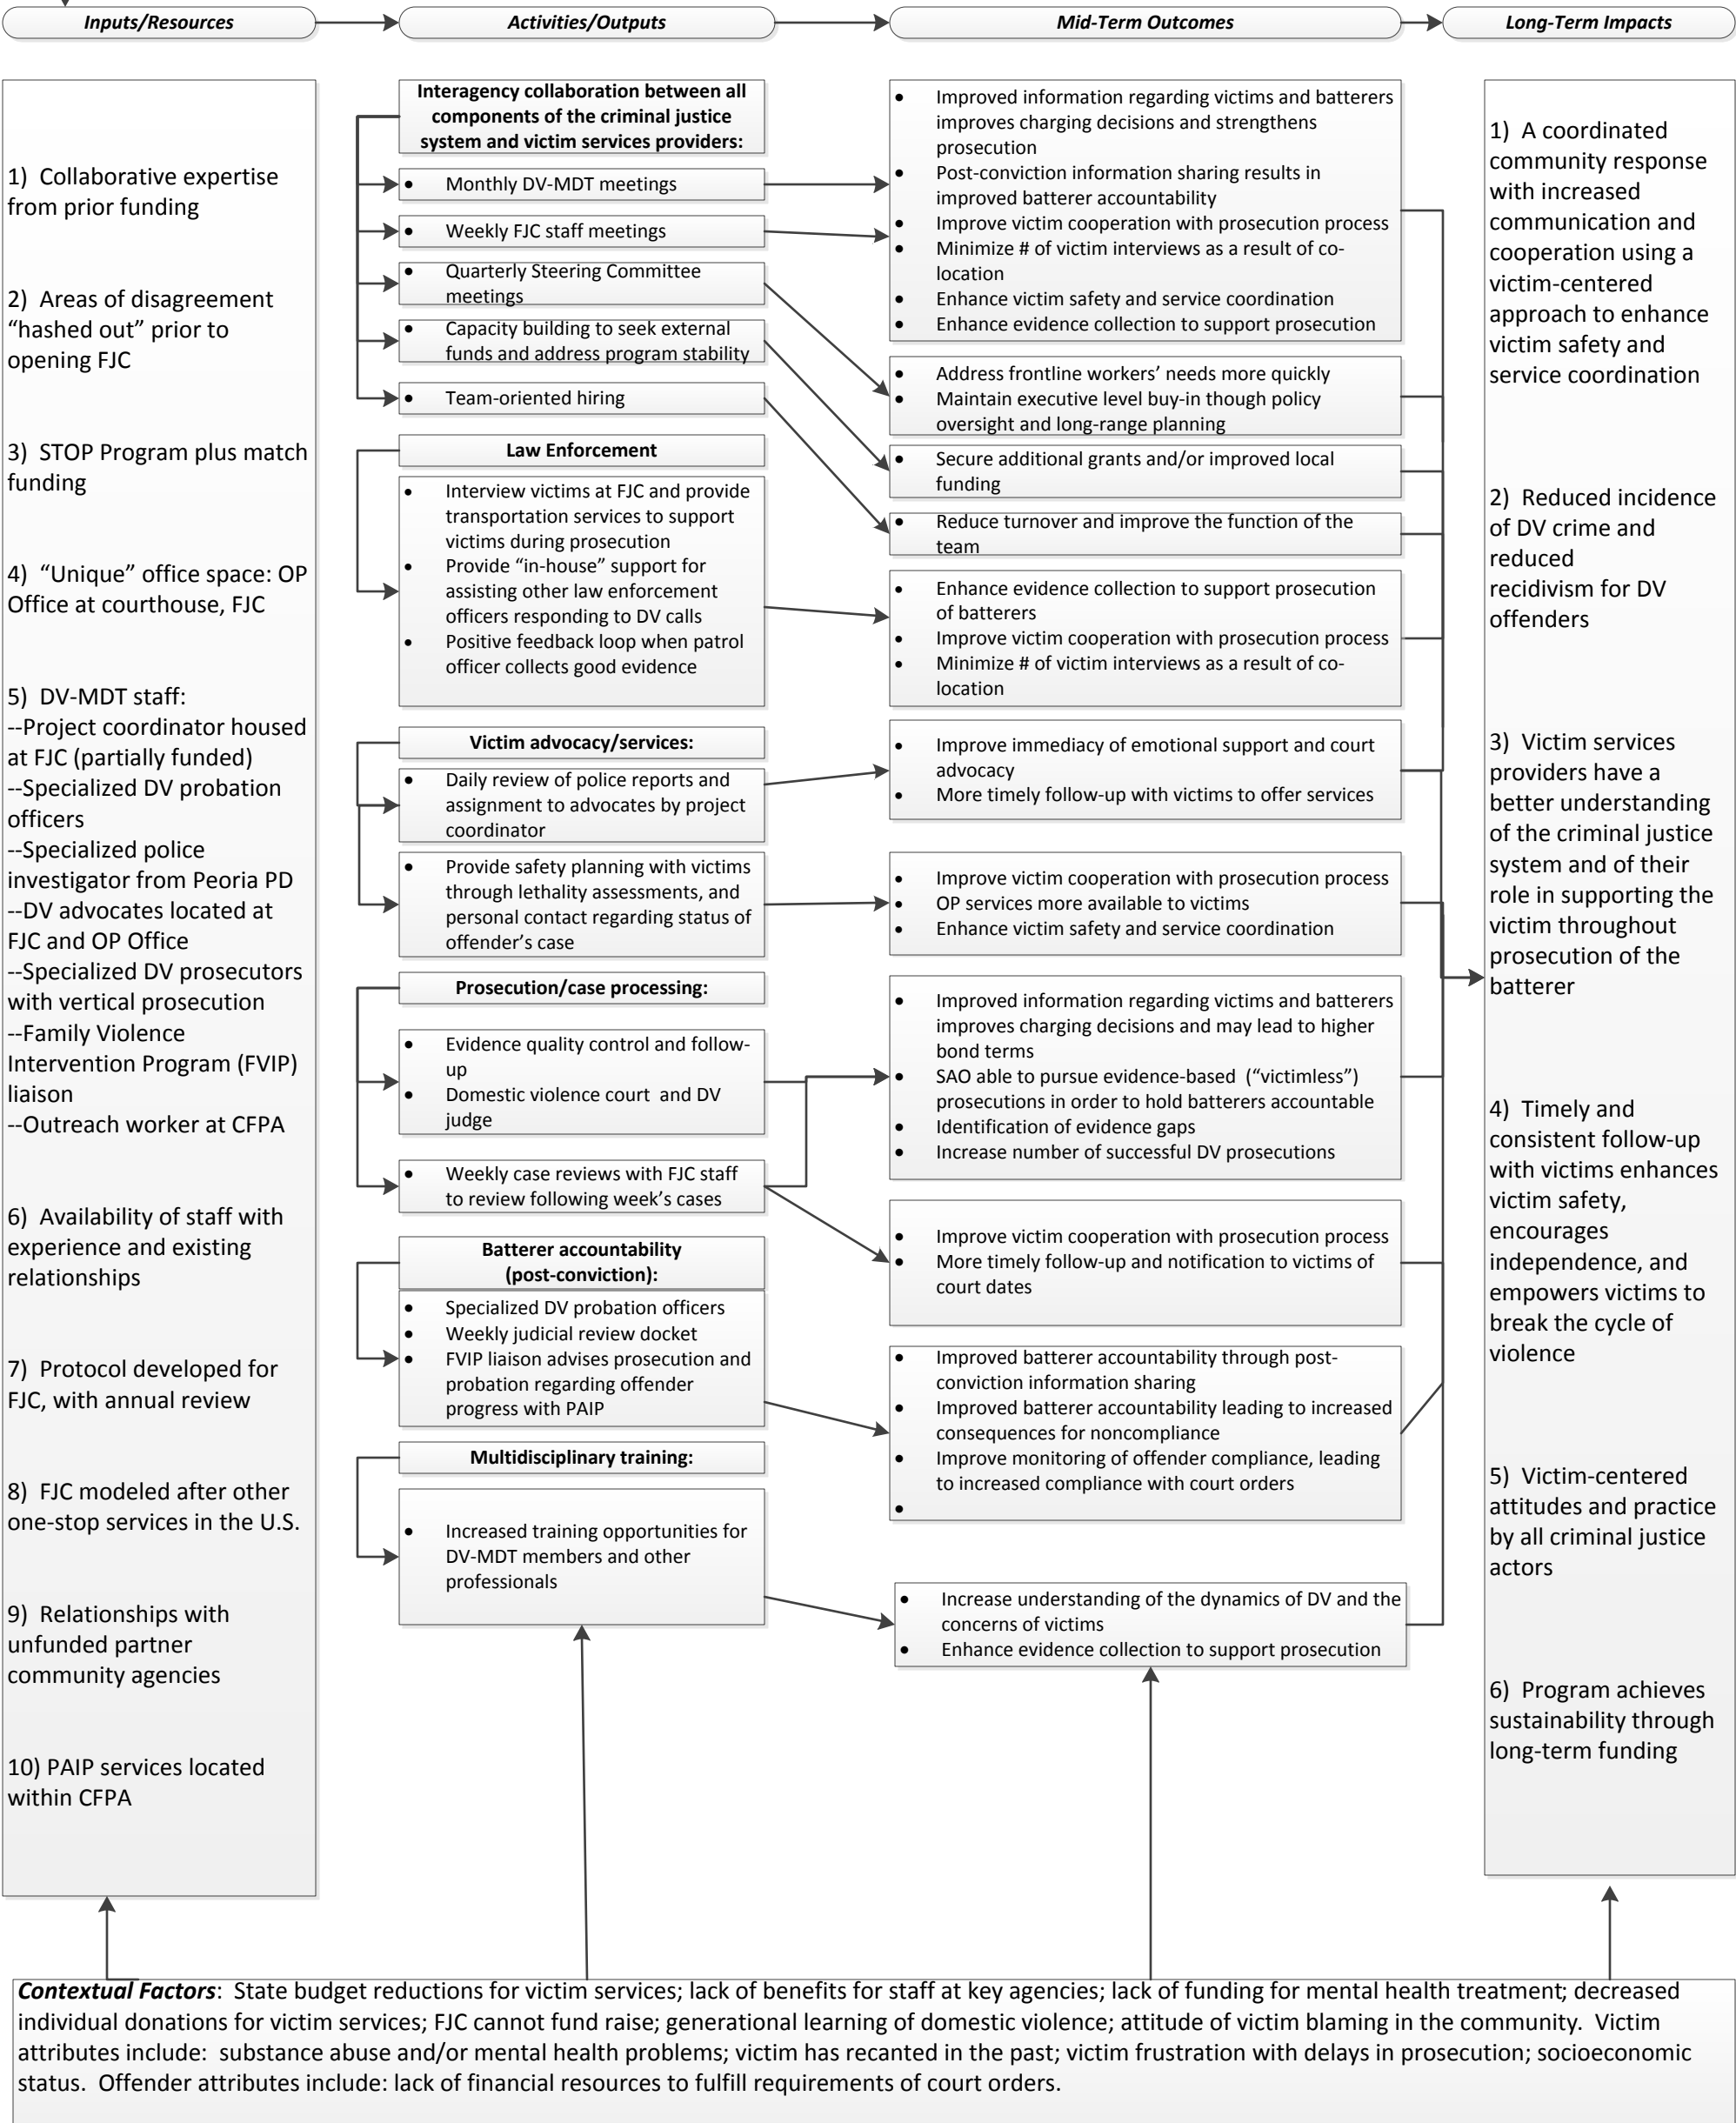 Inputs/Resources
Activities/Outputs
Mid-Term Outcomes
Long-Term Impacts
1) Collaborative expertise
from prior funding
2) Areas of disagreement
“hashed out” prior to
opening FJC
3) STOP Program plus match
funding
4) “Unique” office space: OP
Office at courthouse, FJC
5) DV-MDT staff:
--Project coordinator housed
at FJC (partially funded)
--Specialized DV probation
officers
--Specialized police
investigator from Peoria PD
--DV advocates located at
FJC and OP Office
--Specialized DV prosecutors
with vertical prosecution
--Family Violence
Intervention Program (FVIP)
liaison
--Outreach worker at CFPA
6) Availability of staff with
experience and existing
relationships
7) Protocol developed for
FJC, with annual review
8) FJC modeled after other
one-stop services in the U.S.
9) Relationships with
unfunded partner
community agencies
10) PAIP services located
within CFPA
Interagency collaboration between all
components of the criminal justice
system and victim services providers:
• Monthly DV-MDT meetings
• Weekly FJC staff meetings
• Quarterly Steering Committee
meetings
• Capacity building to seek external
funds and address program stability
• Team-oriented hiring
Law Enforcement
• Interview victims at FJC and provide
transportation services to support
victims during prosecution
• Provide “in-house” support for
assisting other law enforcement
officers responding to DV calls
• Positive feedback loop when patrol
officer collects good evidence
Victim advocacy/services:
• Daily review of police reports and
assignment to advocates by project
coordinator
• Provide safety planning with victims
through lethality assessments, and
personal contact regarding status of
offender’s case
Prosecution/case processing:
• Evidence quality control and follow-
up
• Domestic violence court and DV
judge
• Weekly case reviews with FJC staff
to review following week’s cases
Batterer accountability
(post-conviction):
• Specialized DV probation officers
• Weekly judicial review docket
• FVIP liaison advises prosecution and
probation regarding offender
progress with PAIP
Multidisciplinary training:
• Increased training opportunities for
DV-MDT members and other
professionals
• Improved information regarding victims and batterers
improves charging decisions and strengthens
prosecution
• Post-conviction information sharing results in
improved batterer accountability
• Improve victim cooperation with prosecution process
• Minimize # of victim interviews as a result of co-
location
• Enhance victim safety and service coordination
• Enhance evidence collection to support prosecution
• Address frontline workers’ needs more quickly
• Maintain executive level buy-in though policy
oversight and long-range planning
• Secure additional grants and/or improved local
funding
• Reduce turnover and improve the function of the
team
• Enhance evidence collection to support prosecution
of batterers
• Improve victim cooperation with prosecution process
• Minimize # of victim interviews as a result of co-
location
• Improve immediacy of emotional support and court
advocacy
• More timely follow-up with victims to offer services
• Improve victim cooperation with prosecution process
• OP services more available to victims
• Enhance victim safety and service coordination
• Improved information regarding victims and batterers
improves charging decisions and may lead to higher
bond terms
• SAO able to pursue evidence-based (“victimless”)
prosecutions in order to hold batterers accountable
• Identification of evidence gaps
• Increase number of successful DV prosecutions
• Improve victim cooperation with prosecution process
• More timely follow-up and notification to victims of
court dates
• Improved batterer accountability through post-
conviction information sharing
• Improved batterer accountability leading to increased
consequences for noncompliance
• Improve monitoring of offender compliance, leading
to increased compliance with court orders
•
• Increase understanding of the dynamics of DV and the
concerns of victims
• Enhance evidence collection to support prosecution
1) A coordinated
community response
with increased
communication and
cooperation using a
victim-centered
approach to enhance
victim safety and
service coordination
2) Reduced incidence
of DV crime and
reduced
recidivism for DV
offenders
3) Victim services
providers have a
better understanding
of the criminal justice
system and of their
role in supporting the
victim throughout
prosecution of the
batterer
4) Timely and
consistent follow-up
with victims enhances
victim safety,
encourages
independence, and
empowers victims to
break the cycle of
violence
5) Victim-centered
attitudes and practice
by all criminal justice
actors
6) Program achieves
sustainability through
long-term funding
Contextual Factors: State budget reductions for victim services; lack of benefits for staff at key agencies; lack of funding for mental health treatment; decreased
individual donations for victim services; FJC cannot fund raise; generational learning of domestic violence; attitude of victim blaming in the community. Victim
attributes include: substance abuse and/or mental health problems; victim has recanted in the past; victim frustration with delays in prosecution; socioeconomic
status. Offender attributes include: lack of financial resources to fulfill requirements of court orders.